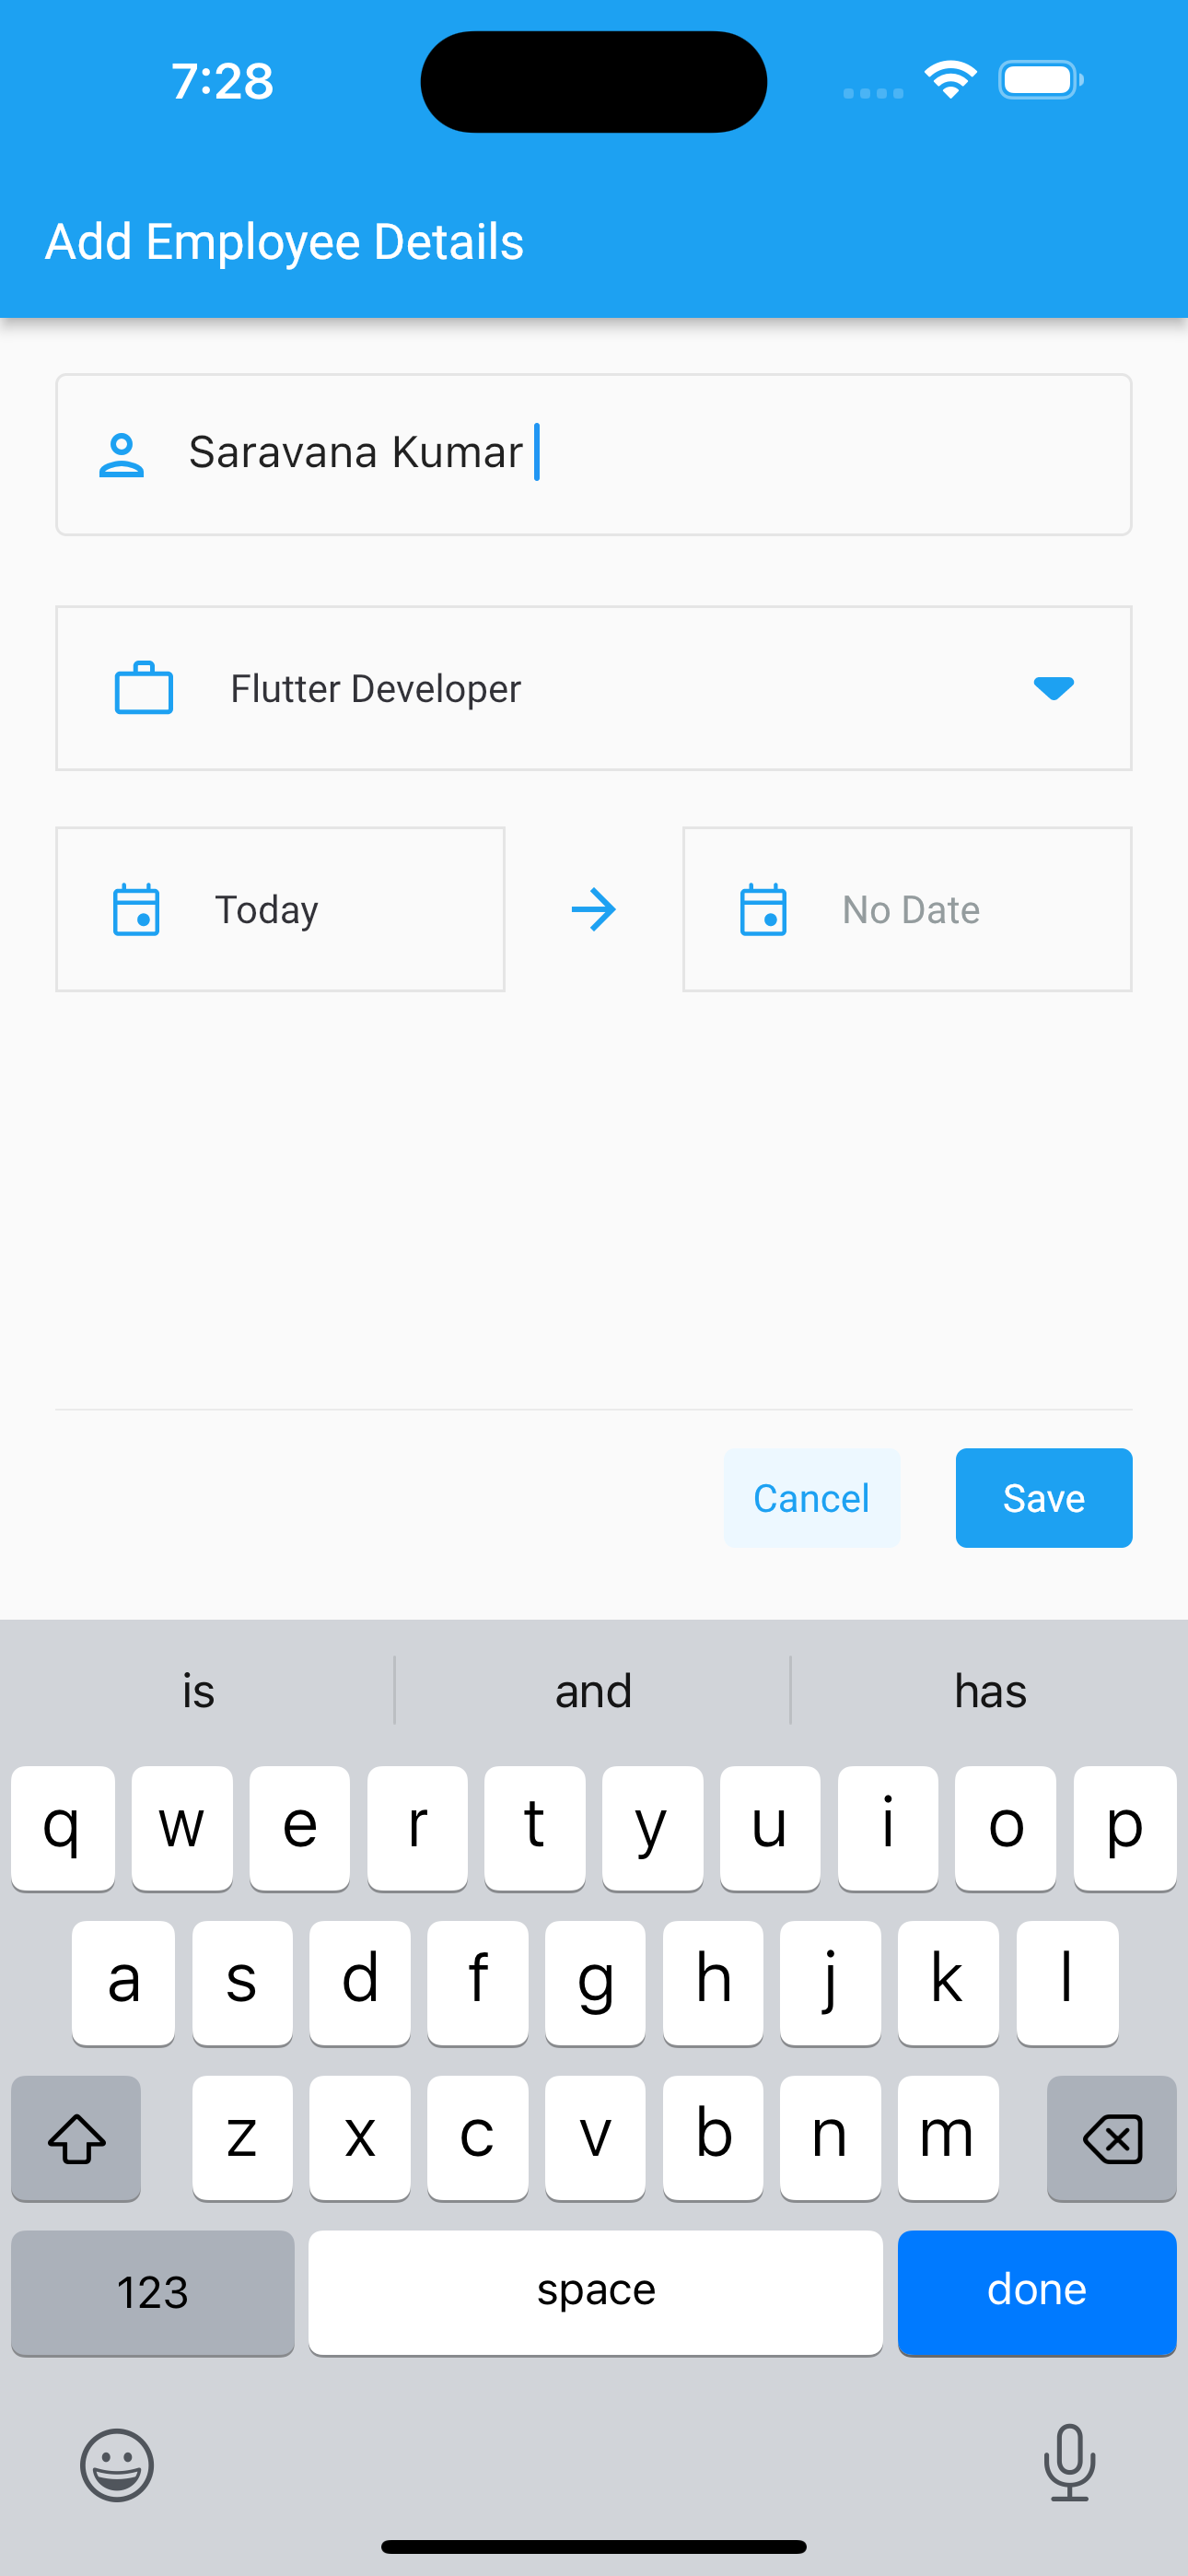 7:28
Add Employee Details
Saravana Kumar
Flutter Developer
Today No Date
Cancel Save
is and has
q w e r t y u i o p
a s d f g h j k l
z x c v b n m
123 space done